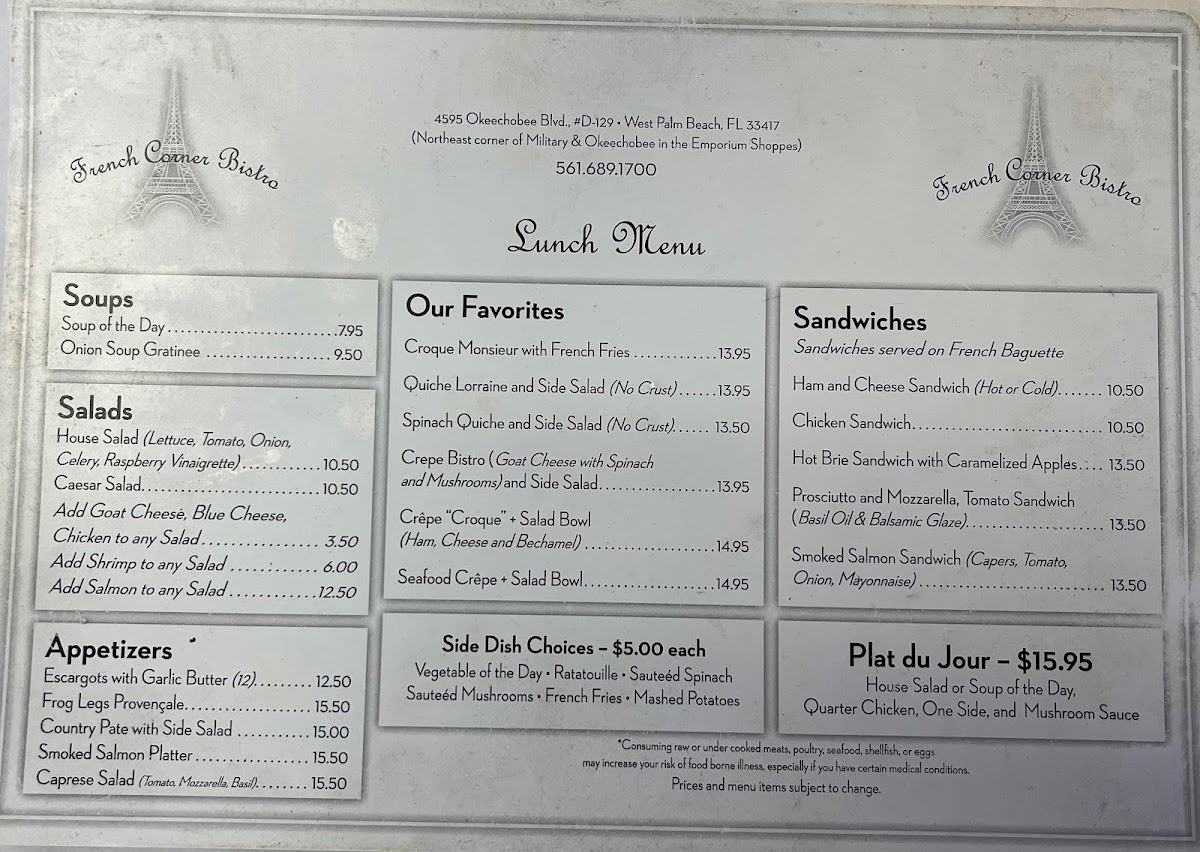 French Corner Bistro
4595 Okeechobee Blvd., #D-129 • West Palm Beach, FL 33417
(Northeast corner of Military & Okeechobee in the Emporium Shoppes)
561.689.1700
French Corner Bistro
Lunch Menu
Soups
Soup of the Day.........................7.95
Onion Soup Gratinee ...................9.50
Salads
House Salad (Lettuce, Tomato, Onion,
Celery, Raspberry Vinaigrette)............10.50
Caesar Salad...........................10.50
Add Goat Cheese, Blue Cheese,
Chicken to any Salad.................. 3.50
Add Shrimp to any Salad .............. 6.00
Add Salmon to any Salad.............12.50
Appetizers
Escargots with Garlic Butter (12)......... 12.50
Frog Legs Provençale................... 15.50
Country Pate with Side Salad ........... 15.00
Smoked Salmon Platter................. 15.50
Caprese Salad (Tomato, Mozzarella, Basil)........ 15.50
Our Favorites
Croque Monsieur with French Fries .............13.95
Quiche Lorraine and Side Salad (No Crust)......13.95
Spinach Quiche and Side Salad (No Crust)...... 13.50
Crepe Bistro (Goat Cheese with Spinach
and Mushrooms) and Side Salad..................13.95
Crêpe "Croque" + Salad Bowl
(Ham, Cheese and Bechamel) ....................14.95
Seafood Crêpe + Salad Bowl....................14.95
Side Dish Choices – $5.00 each
Vegetable of the Day • Ratatouille • Sauteéd Spinach
Sauteéd Mushrooms • French Fries • Mashed Potatoes
Sandwiches
Sandwiches served on French Baguette
Ham and Cheese Sandwich (Hot or Cold)....... 10.50
Chicken Sandwich............................. 10.50
Hot Brie Sandwich with Caramelized Apples.... 13.50
Prosciutto and Mozzarella, Tomato Sandwich
(Basil Oil & Balsamic Glaze).................... 13.50
Smoked Salmon Sandwich (Capers, Tomato,
Onion, Mayonnaise)............................ 13.50
Plat du Jour – $15.95
House Salad or Soup of the Day,
Quarter Chicken, One Side, and Mushroom Sauce
*Consuming raw or under cooked meats, poultry, seafood, shellfish, or eggs
may increase your risk of food borne illness, especially if you have certain medical conditions.
Prices and menu items subject to change.